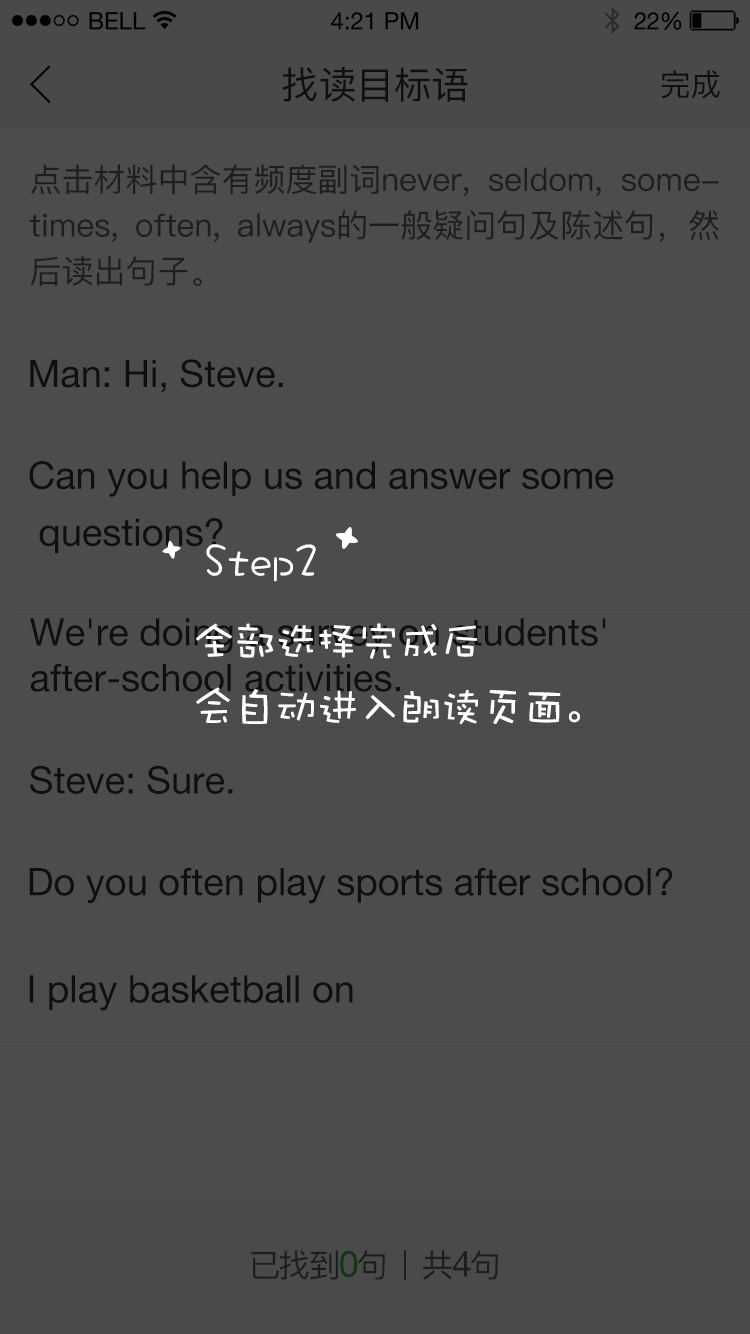 BELL 4:21 PM 22%
找读目标语 完成
点击材料中含有频度副词never, seldom, some-
times, often, always的一般疑问句及陈述句，然
后读出句子。
Man: Hi, Steve.
Can you help us and answer some
questions?
Step2
We're doing a survey on students'
全部选择完成后
after-school activities.
会自动进入朗读页面。
Steve: Sure.
Do you often play sports after school?
I play basketball on
已找到0句 | 共4句